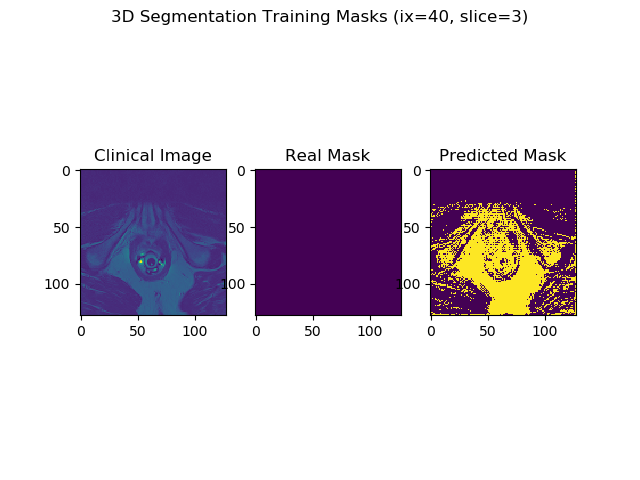 3D Segmentation Training Masks (ix=40, slice=3)
Clinical Image Real Mask Predicted Mask
0 0 0
50 50 50
100 100 100
0 50 100 0 50 100 0 50 100